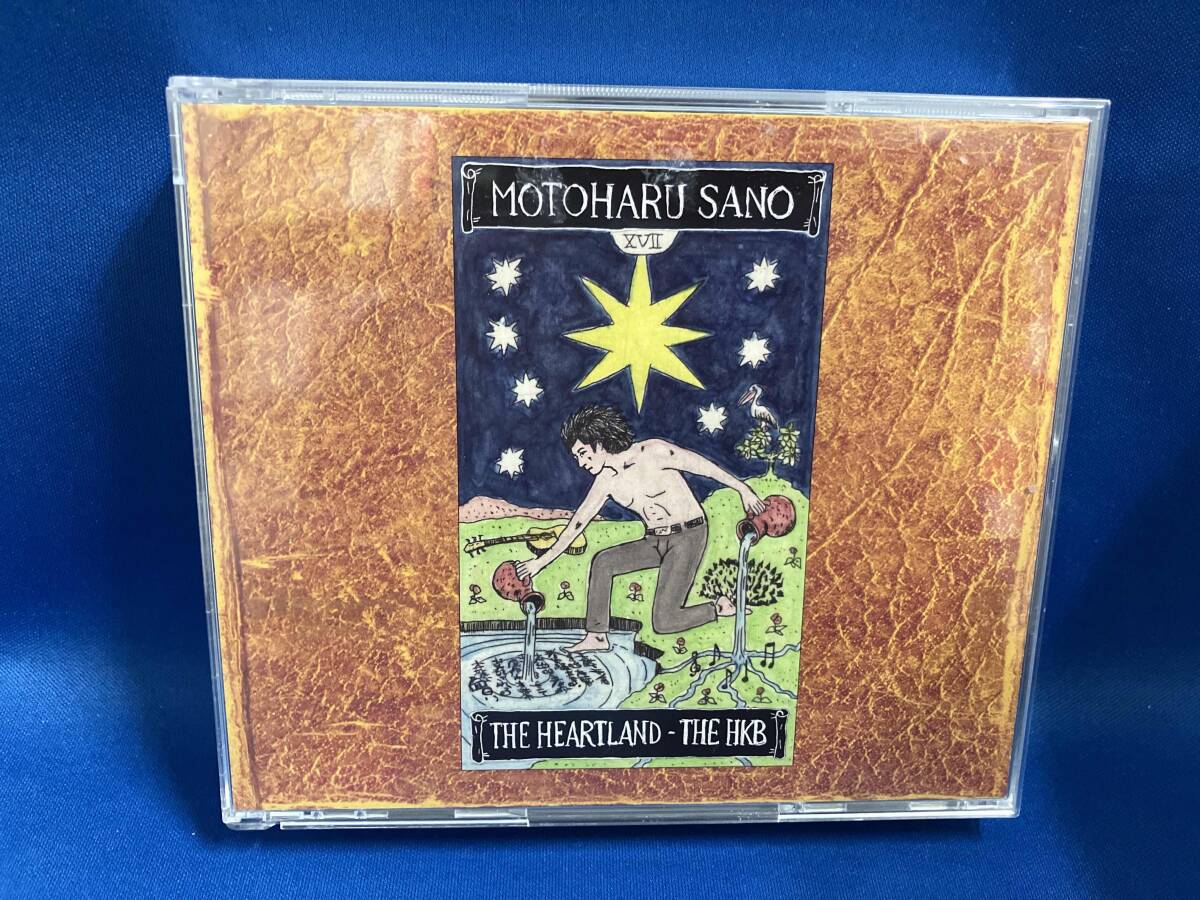 MOTOHARU SANO
XVII
THE HEARTLAND - THE HKB